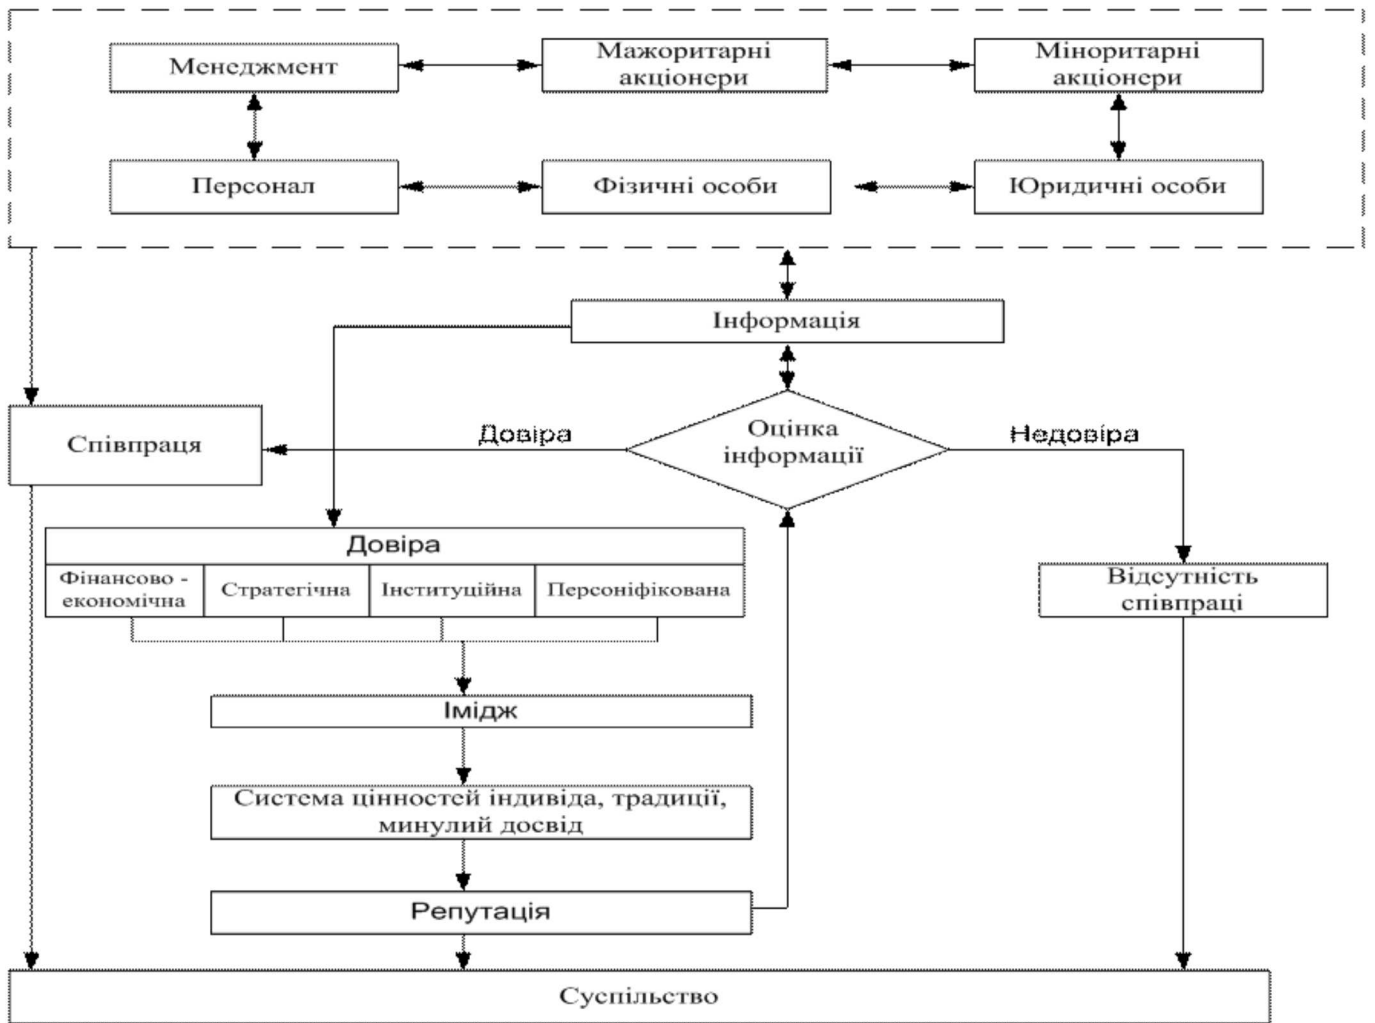 Менеджмент
Мажоритарні
акціонери
Міноритарні
акціонери
Персонал
Фізичні особи
Юридичні особи
Інформація
Співпраця
Довіра
Оцінка
інформації
Недовіра
Довіра
Фінансово -
економічна
Стратегічна
Інституційна
Персоніфікована
Відсутність
співпраці
Імідж
Система цінностей індивіда, традиції,
минулий досвід
Репутація
Суспільство